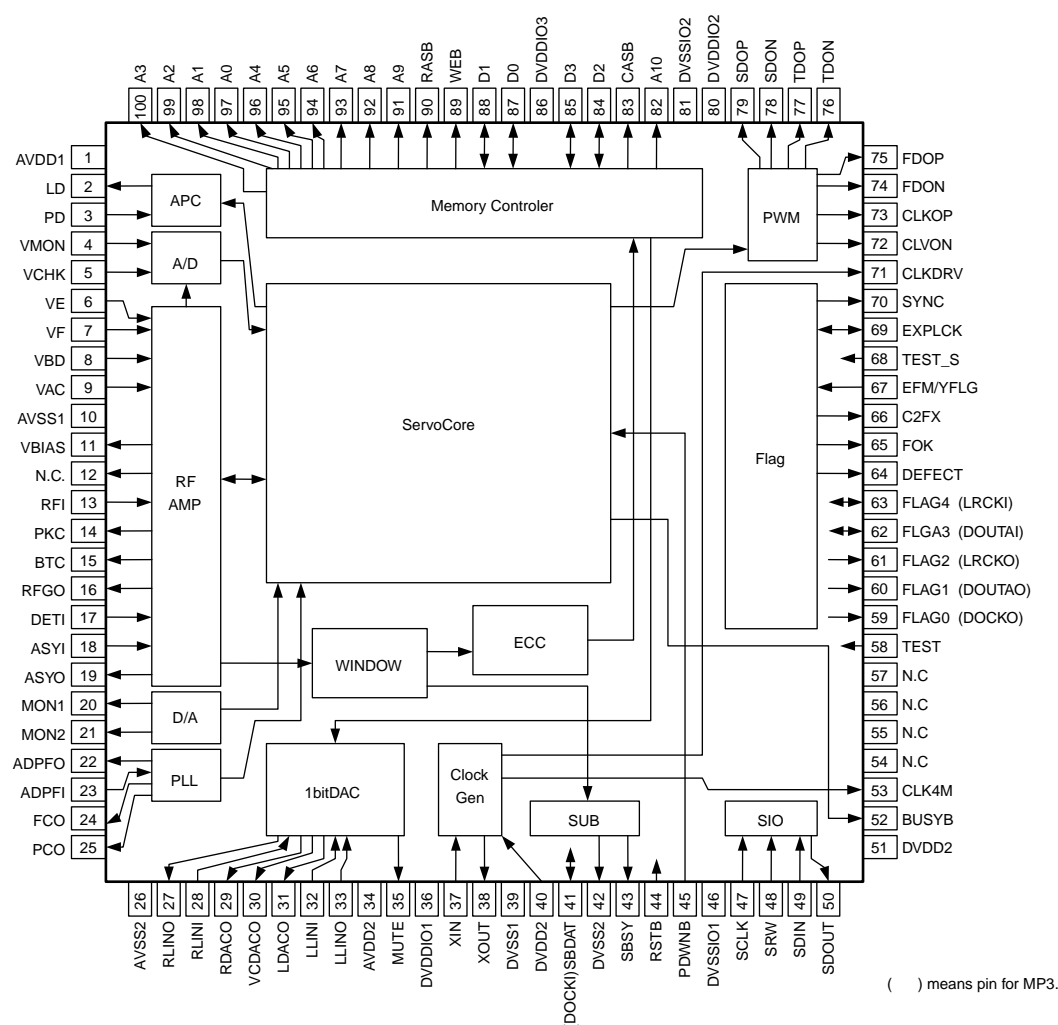 A3
A2
A1
A0
A4
A5
A6
A7
A8
A9
RASB
WEB
D1
D0
DVDDIO3
D3
D2
CASB
A10
DVSSIO2
DVDDIO2
SDOP
SDON
TDOP
TDON
100
99
98
97
96
95
94
93
92
91
90
89
88
87
86
85
84
83
82
81
80
79
78
77
76
AVDD1 1
LD 2
PD 3
VMON 4
VCHK 5
VE 6
VF 7
VBD 8
VAC 9
AVSS1 10
VBIAS 11
N.C. 12
RFI 13
PKC 14
BTC 15
RFGO 16
DETI 17
ASYI 18
ASYO 19
MON1 20
MON2 21
ADPFO 22
ADPFI 23
FCO 24
PCO 25
APC
A/D
RF
AMP
D/A
PLL
Memory Controler
PWM
ServoCore
Flag
WINDOW
ECC
1bitDAC
Clock
Gen
SUB
SIO
75 FDOP
74 FDON
73 CLKOP
72 CLVON
71 CLKDRV
70 SYNC
69 EXPLCK
68 TEST_S
67 EFM/YFLG
66 C2FX
65 FOK
64 DEFECT
63 FLAG4 (LRCKI)
62 FLGA3 (DOUTAI)
61 FLAG2 (LRCKO)
60 FLAG1 (DOUTAO)
59 FLAG0 (DOCKO)
58 TEST
57 N.C
56 N.C
55 N.C
54 N.C
53 CLK4M
52 BUSYB
51 DVDD2
26
27
28
29
30
31
32
33
34
35
36
37
38
39
40
41
42
43
44
45
46
47
48
49
50
AVSS2
RLINO
RLINI
RDACO
VCDACO
LDACO
LLINI
LLINO
AVDD2
MUTE
DVDDIO1
XIN
XOUT
DVSS1
DVDD2
(DOCKI)SBDAT
DVSS2
SBSY
RSTB
PDWNB
DVSSIO1
SCLK
SRW
SDIN
SDOUT
( ) means pin for MP3.